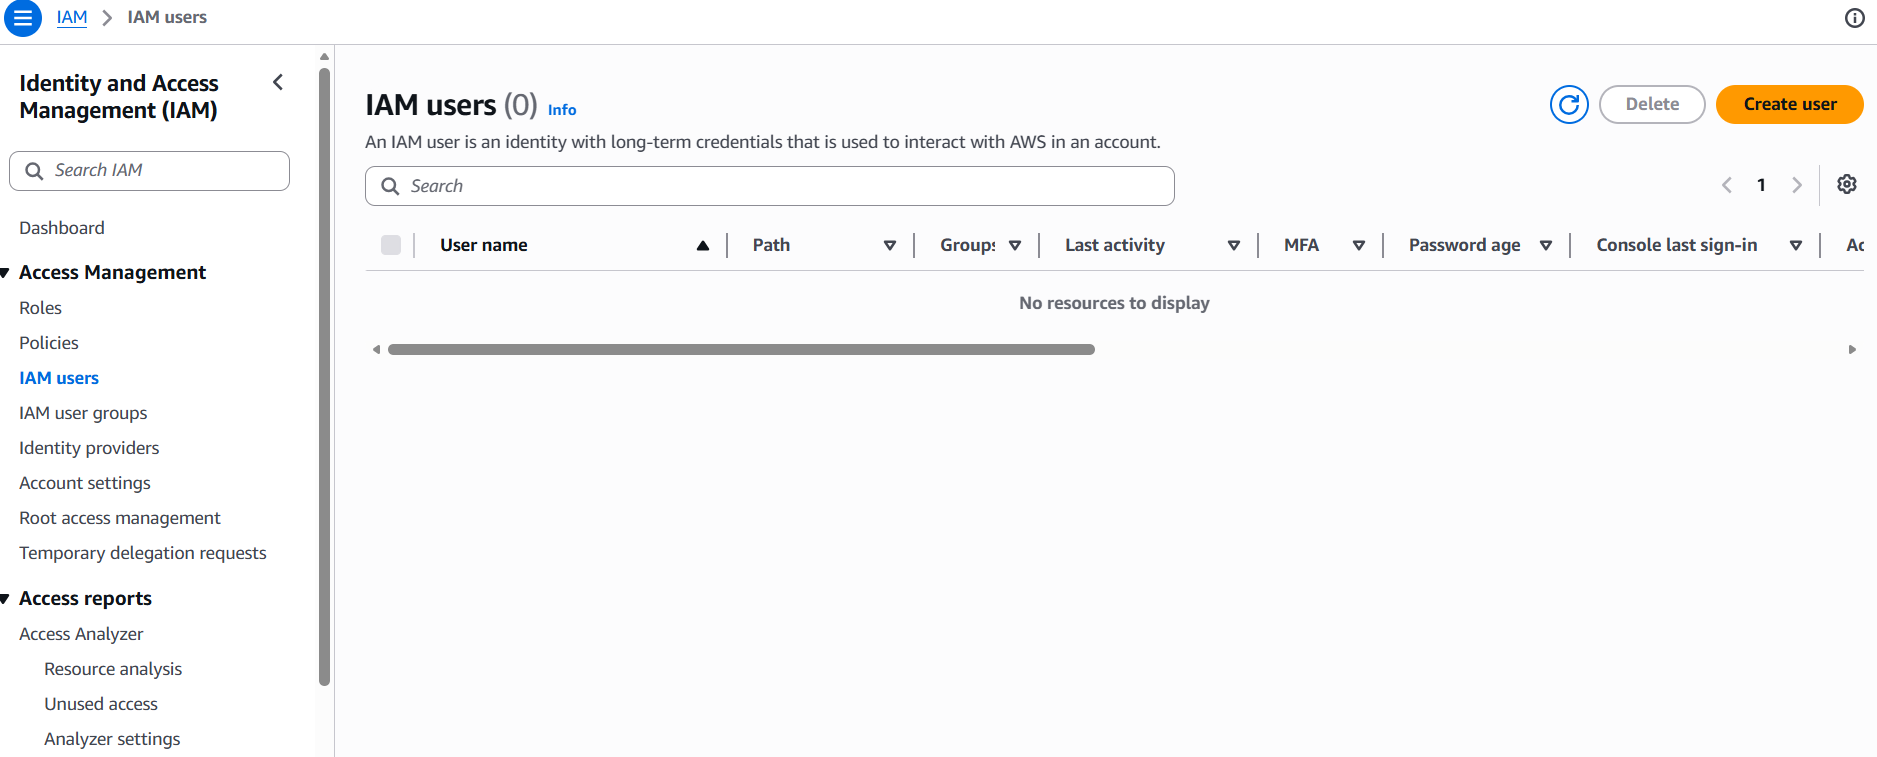 IAM > IAM users
Identity and Access
Management (IAM)
Search IAM
Dashboard
Access Management
Roles
Policies
IAM users
IAM user groups
Identity providers
Account settings
Root access management
Temporary delegation requests
Access reports
Access Analyzer
Resource analysis
Unused access
Analyzer settings
IAM users (0) Info
Delete
Create user
An IAM user is an identity with long-term credentials that is used to interact with AWS in an account.
Search
1
User name Path Groups Last activity MFA Password age Console last sign-in Ac
No resources to display